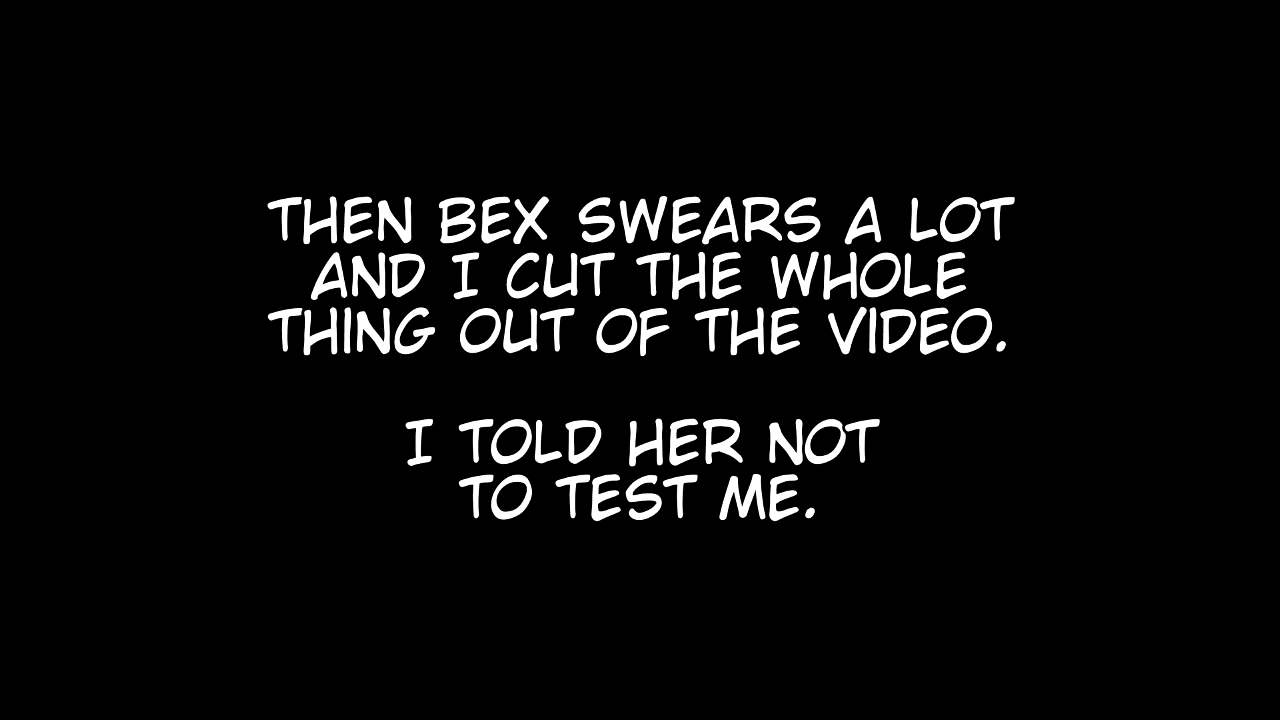 THEN BEX SWEARS A LOT
AND I CUT THE WHOLE
THING OUT OF THE VIDEO.
I TOLD HER NOT
TO TEST ME.